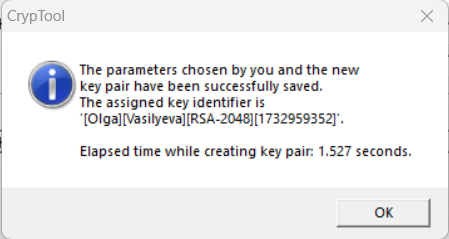 CrypTool
The parameters chosen by you and the new
key pair have been successfully saved.
The assigned key identifier is
'[Olga][Vasilyeva][RSA-2048][1732959352]'.
Elapsed time while creating key pair: 1.527 seconds.
OK